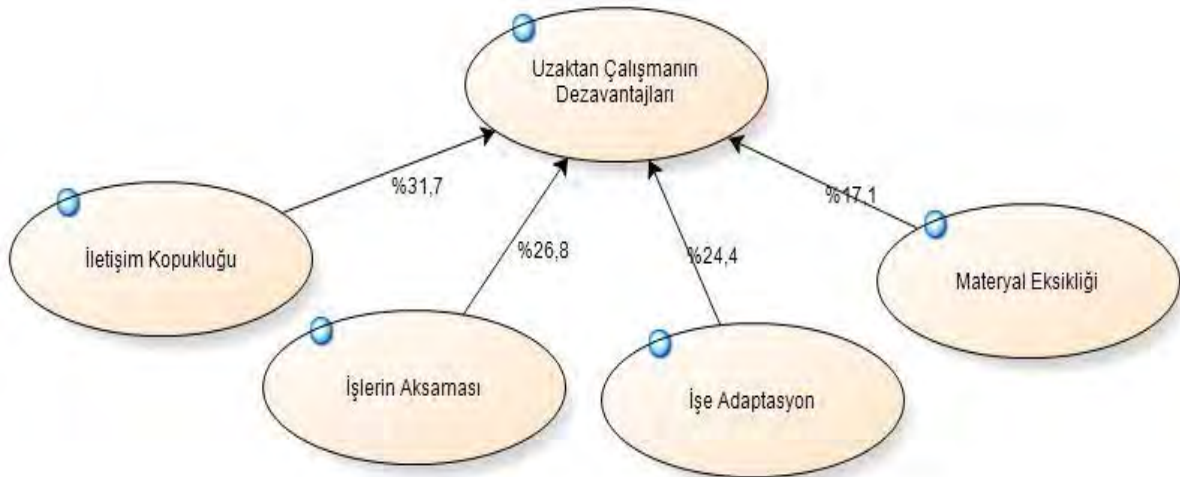 Uzaktan Çalışmanın
Dezavantajları
%31,7
%26,8
%24,4
%17,1
İletişim Kopukluğu
İşlerin Aksaması
İşe Adaptasyon
Materyal Eksikliği